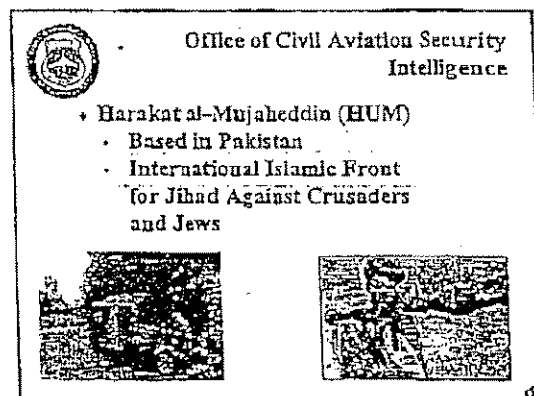 Office of Civil Aviation Security
Intelligence
Harakat al-Mujaheddin (HUM)
Based in Pakistan
International Islamic Front
for Jihad Against Crusaders
and Jews